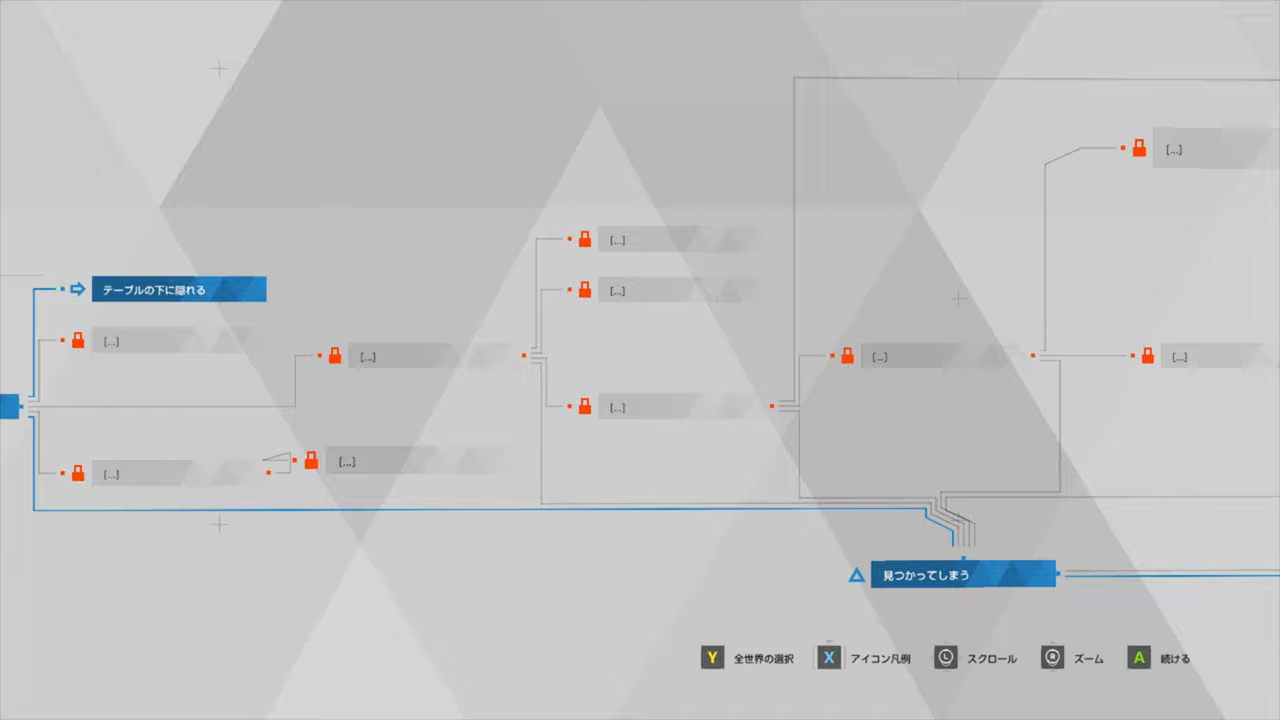 [...]
[...]
[...]
テーブルの下に隠れる
[...]
[...]
[...]
[...]
[...]
[...]
[...]
[...]
見つかってしまう
Y 全世界の選択
X アイコン凡例
L スクロール
R ズーム
A 続ける